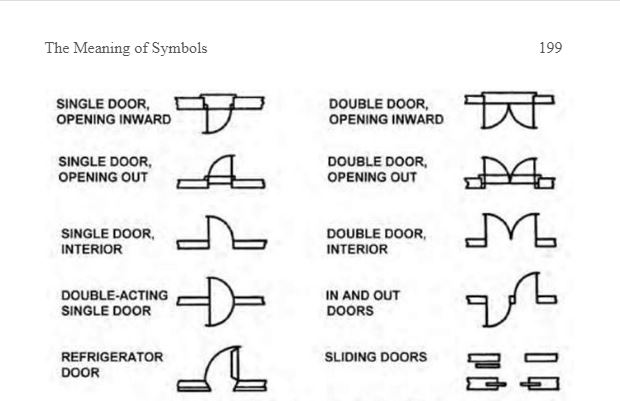 The Meaning of Symbols 199
SINGLE DOOR,
OPENING INWARD
DOUBLE DOOR,
OPENING INWARD
SINGLE DOOR,
OPENING OUT
DOUBLE DOOR,
OPENING OUT
SINGLE DOOR,
INTERIOR
DOUBLE DOOR,
INTERIOR
DOUBLE-ACTING
SINGLE DOOR
IN AND OUT
DOORS
REFRIGERATOR
DOOR
SLIDING DOORS